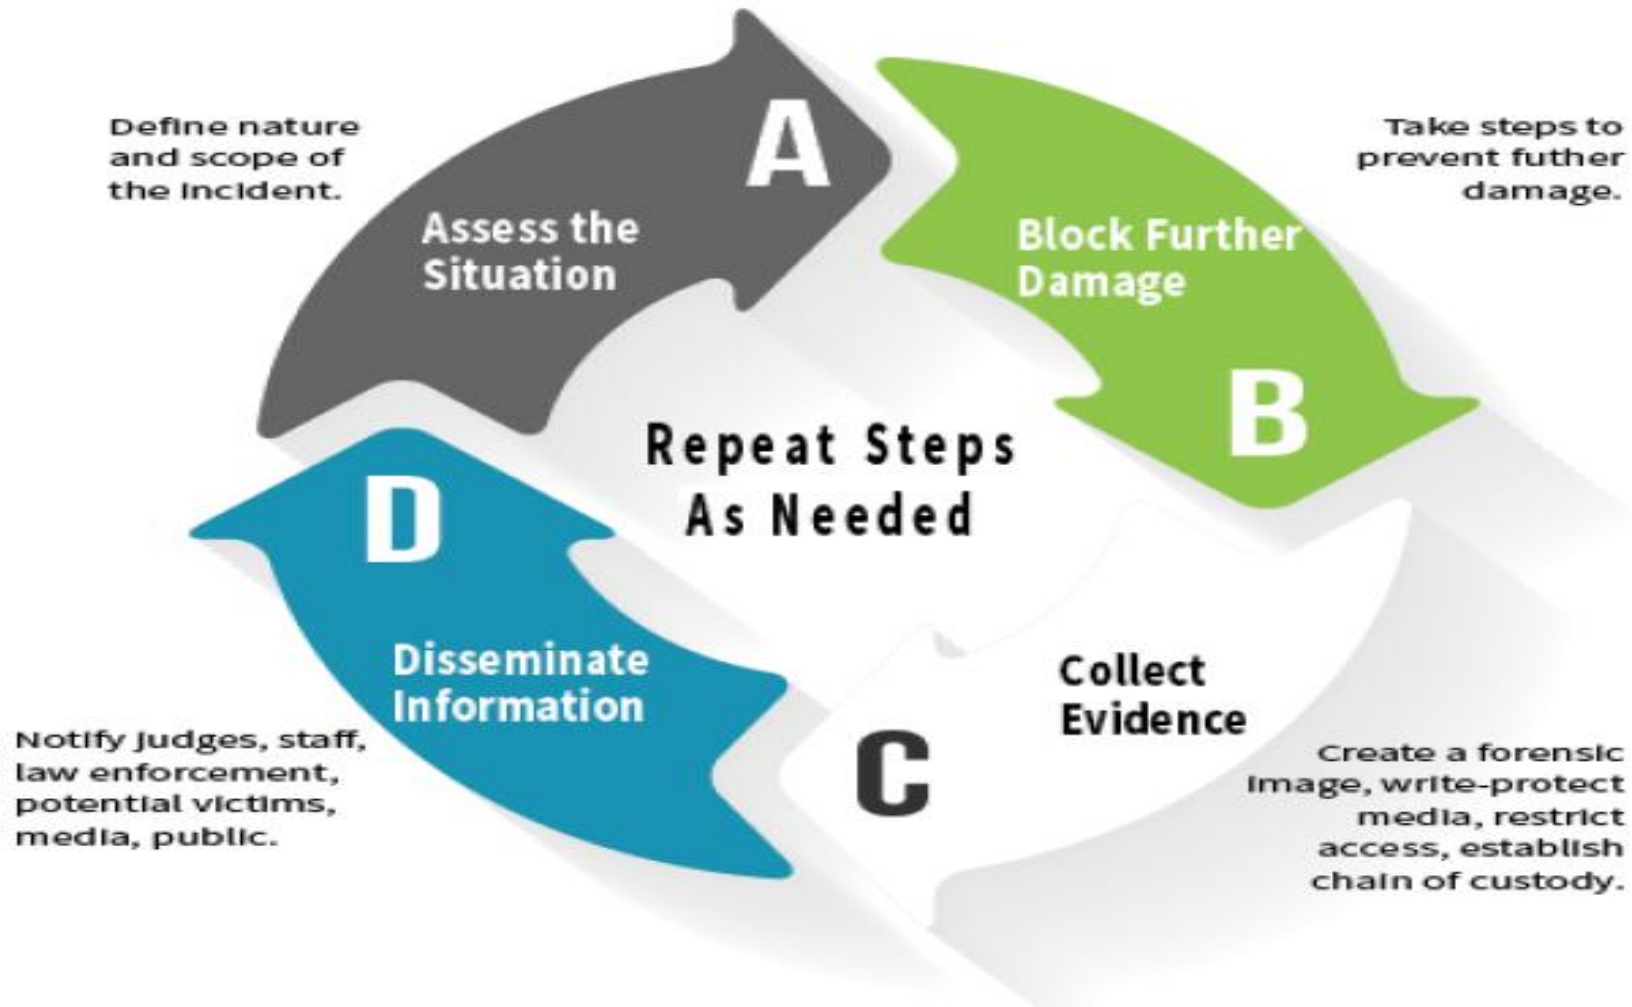 Define nature
and scope of
the incident.
A
Assess the
Situation
Take steps to
prevent futher
damage.
Block Further
Damage
B
Repeat Steps
As Needed
Collect
Evidence
C
Create a forensic
image, write-protect
media, restrict
access, establish
chain of custody.
D
Disseminate
Information
Notify judges, staff,
law enforcement,
potential victims,
media, public.